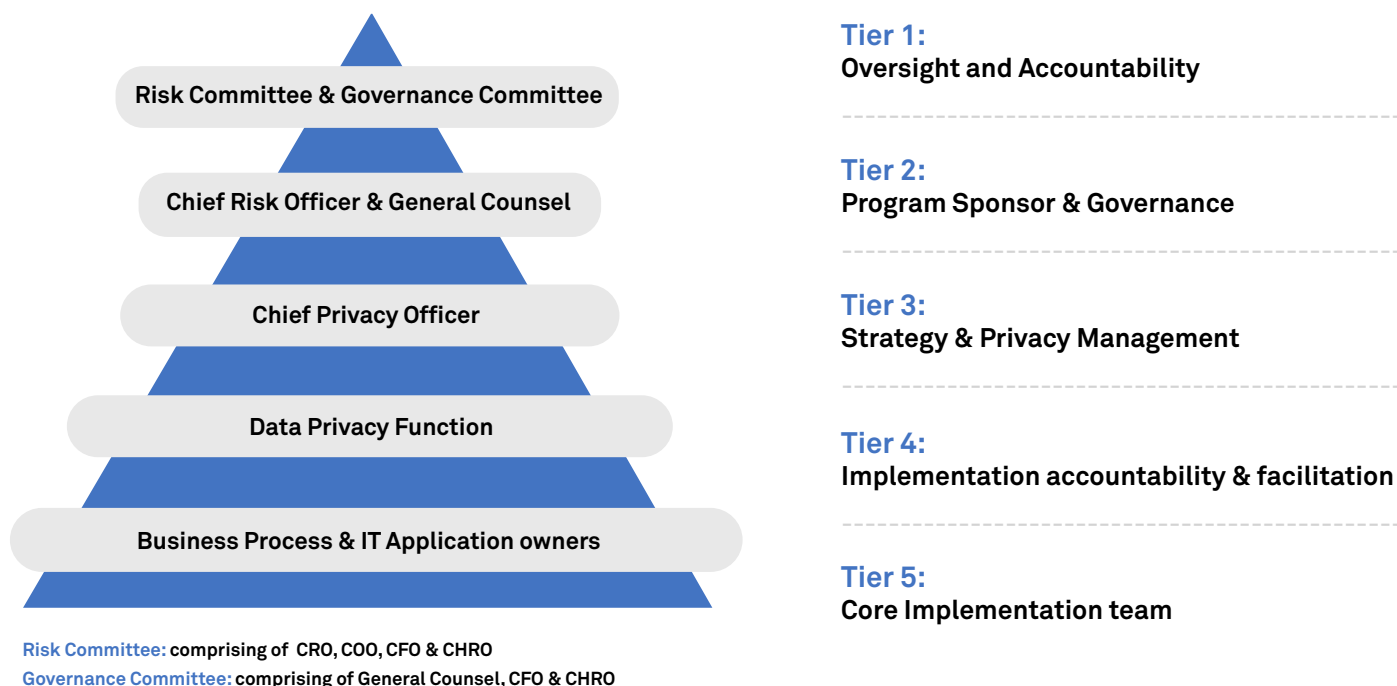 Risk Committee & Governance Committee
Chief Risk Officer & General Counsel
Chief Privacy Officer
Data Privacy Function
Business Process & IT Application owners
Risk Committee: comprising of CRO, COO, CFO & CHRO
Governance Committee: comprising of General Counsel, CFO & CHRO
Tier 1:
Oversight and Accountability
Tier 2:
Program Sponsor & Governance
Tier 3:
Strategy & Privacy Management
Tier 4:
Implementation accountability & facilitation
Tier 5:
Core Implementation team